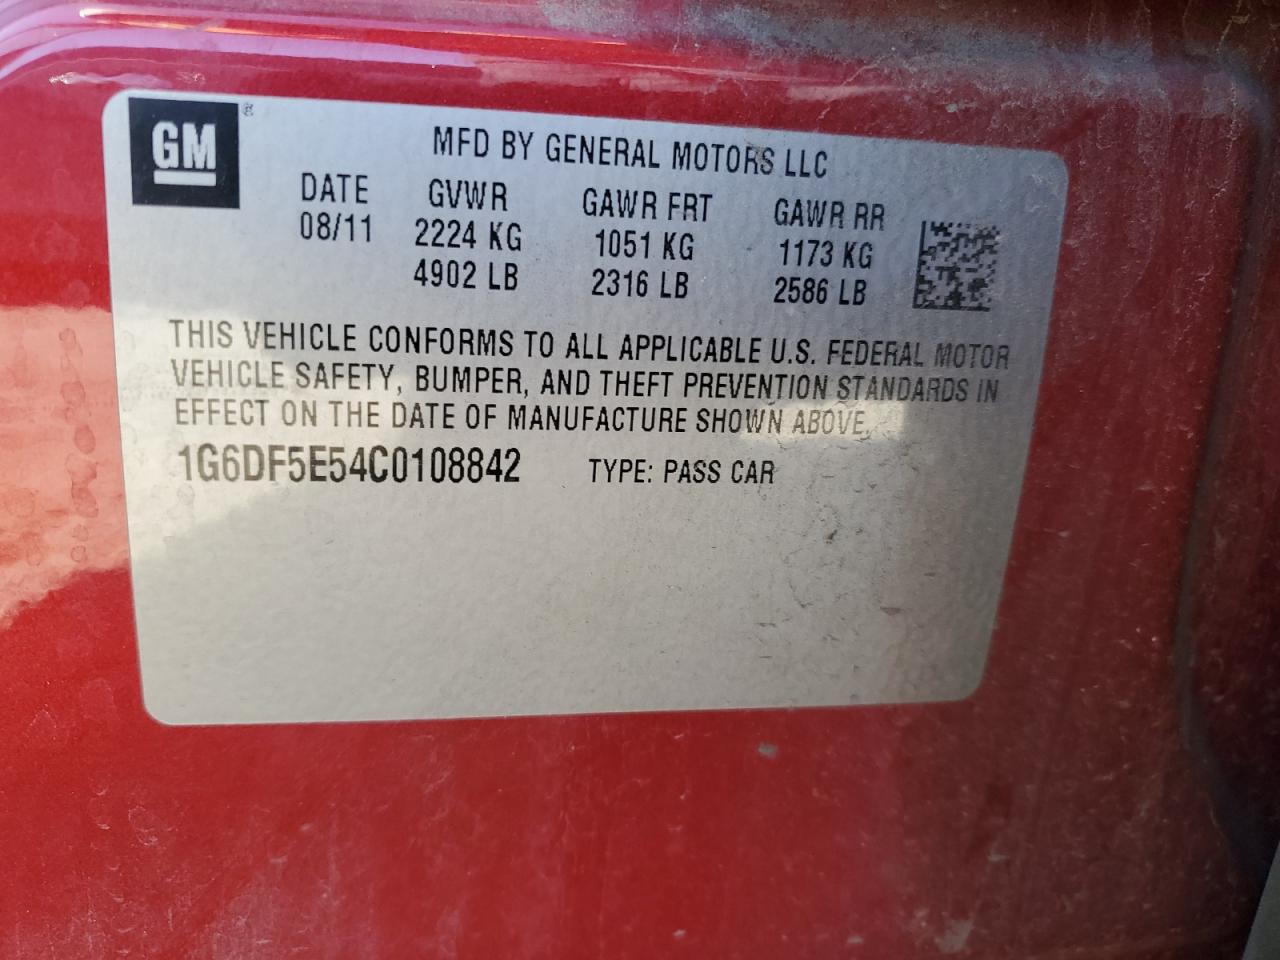 GM ®
MFD BY GENERAL MOTORS LLC
DATE GVWR GAWR FRT GAWR RR
08/11 2224 KG 1051 KG 1173 KG
4902 LB 2316 LB 2586 LB
THIS VEHICLE CONFORMS TO ALL APPLICABLE U.S. FEDERAL MOTOR
VEHICLE SAFETY, BUMPER, AND THEFT PREVENTION STANDARDS IN
EFFECT ON THE DATE OF MANUFACTURE SHOWN ABOVE.
1G6DF5E54C0108842 TYPE: PASS CAR